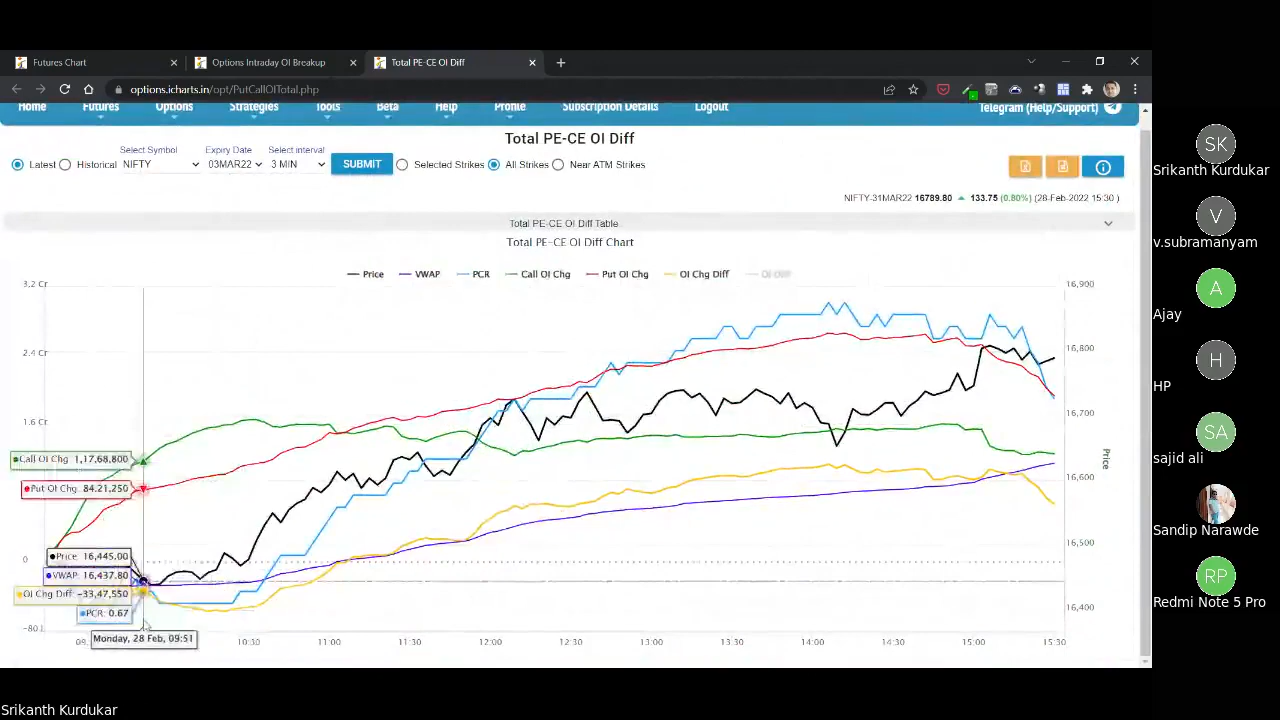 Futures Chart
Options Intraday OI Breakup
Total PE-CE OI Diff
options.icharts.in/opt/PutCallOITotal.php
Home Futures Options Strategies Tools Beta Help Profile Subscription Details Logout Telegram (Help/Support)
Total PE-CE OI Diff
Select Symbol Expiry Date Select interval
Latest Historical NIFTY 03MAR22 3 MIN SUBMIT Selected Strikes All Strikes Near ATM Strikes
NIFTY-31MAR22 16789.80 133.75 (0.80%) (28-Feb-2022 15:30 )
Total PE-CE OI Diff Table
Total PE-CE OI Diff Chart
Price VWAP PCR Call OI Chg Put OI Chg OI Chg Diff OI Diff
3.2 Cr
2.4 Cr
1.6 Cr
0
16,900
16,800
16,700
16,600
16,500
16,400
Price
Call OI Chg: 1,17,68,800
Put OI Chg: 84,21,250
Price: 16,445.00
VWAP: 16,437.80
OI Chg Diff: -33,47,550
PCR: 0.67
Monday, 28 Feb, 09:51
10:30 11:00 11:30 12:00 12:30 13:00 13:30 14:00 14:30 15:00 15:30
SK
Srikanth Kurdukar
V
v.subramanyam
A
Ajay
H
HP
SA
sajid ali
Sandip Narawde
RP
Redmi Note 5 Pro
Srikanth Kurdukar